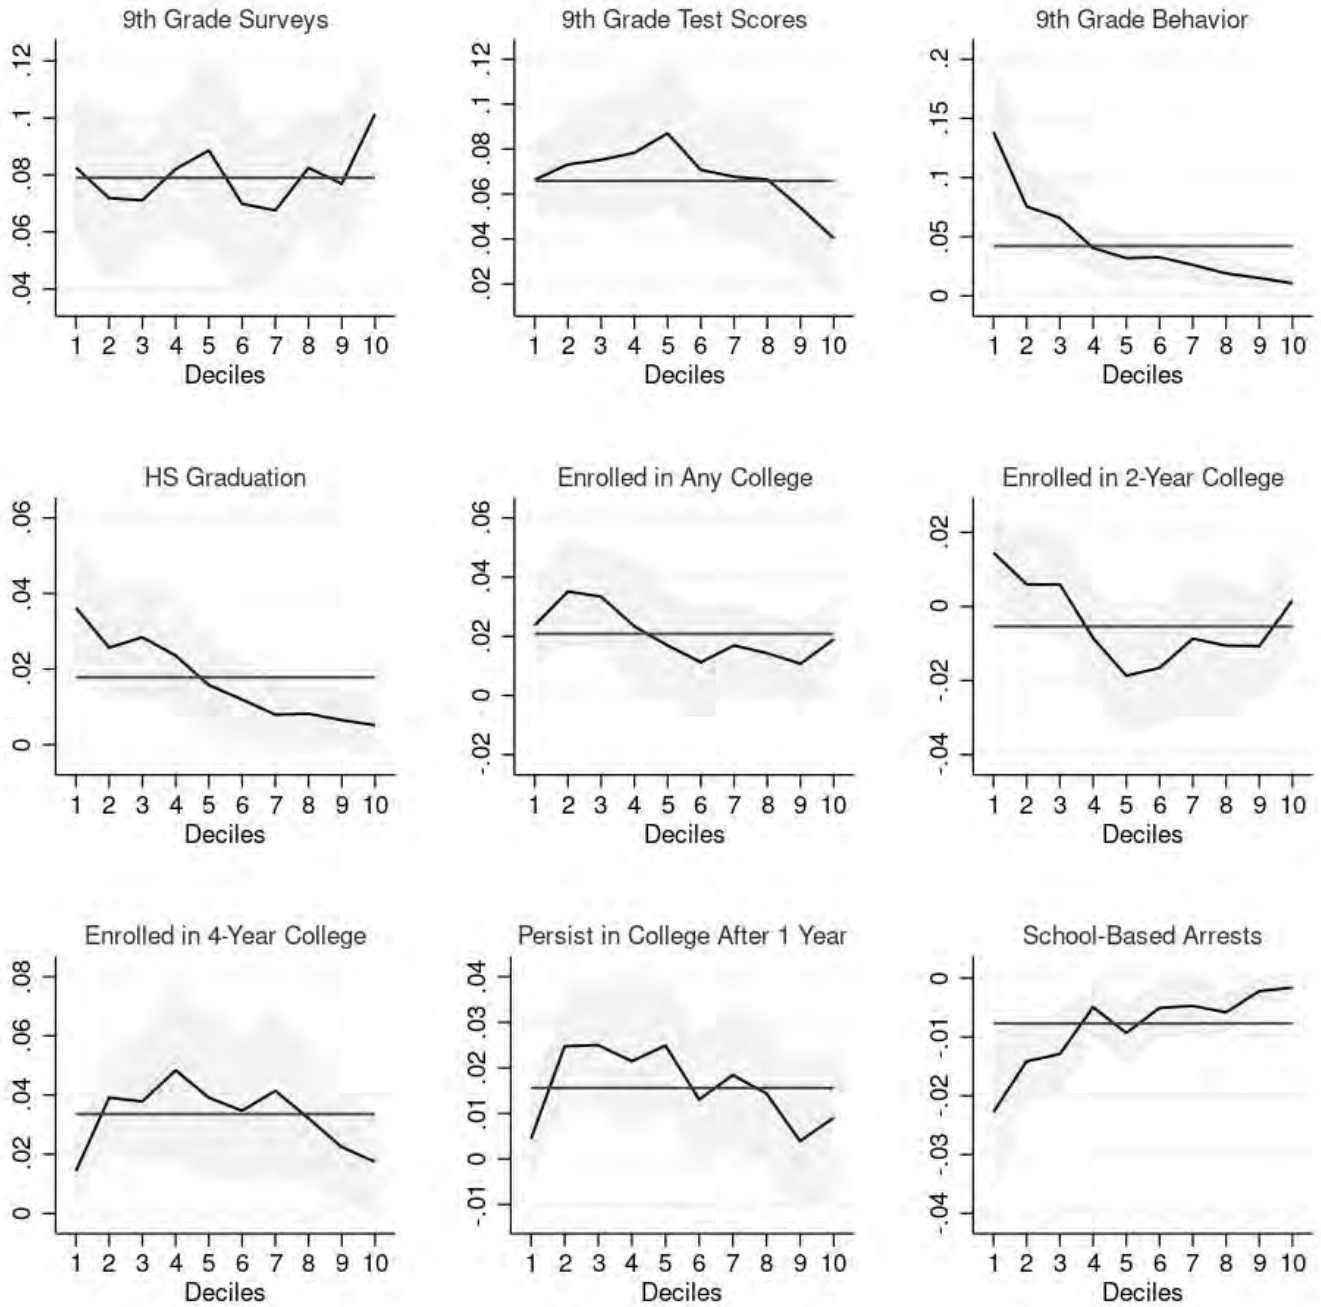 9th Grade Surveys
.12
.1
.08
.06
.04
1 2 3 4 5 6 7 8 9 10
Deciles
9th Grade Test Scores
.12
.1
.08
.06
.04
.02
1 2 3 4 5 6 7 8 9 10
Deciles
9th Grade Behavior
.2
.15
.1
.05
0
1 2 3 4 5 6 7 8 9 10
Deciles
HS Graduation
.06
.04
.02
0
1 2 3 4 5 6 7 8 9 10
Deciles
Enrolled in Any College
.06
.04
.02
0
-.02
1 2 3 4 5 6 7 8 9 10
Deciles
Enrolled in 2-Year College
.02
0
-.02
-.04
1 2 3 4 5 6 7 8 9 10
Deciles
Enrolled in 4-Year College
.08
.06
.04
.02
0
1 2 3 4 5 6 7 8 9 10
Deciles
Persist in College After 1 Year
.04
.03
.02
.01
0
-.01
1 2 3 4 5 6 7 8 9 10
Deciles
School-Based Arrests
0
-.01
-.02
-.03
-.04
1 2 3 4 5 6 7 8 9 10
Deciles